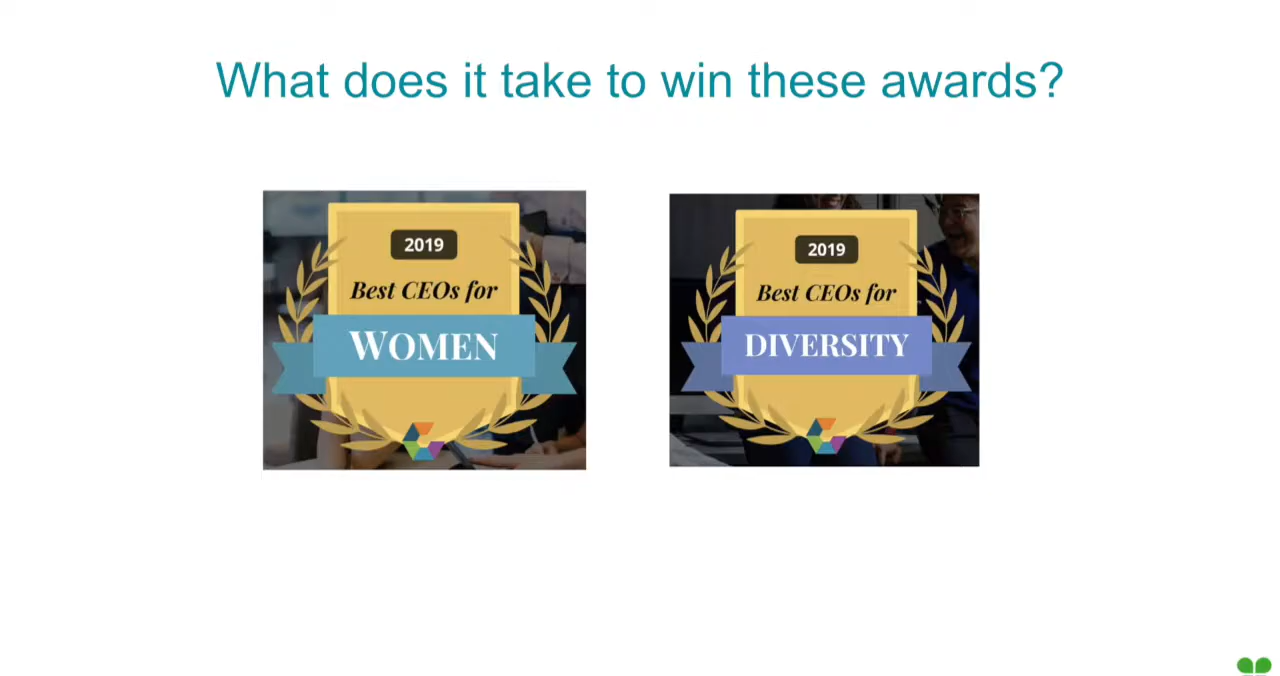 What does it take to win these awards?
2019
Best CEOs for
WOMEN
2019
Best CEOs for
DIVERSITY